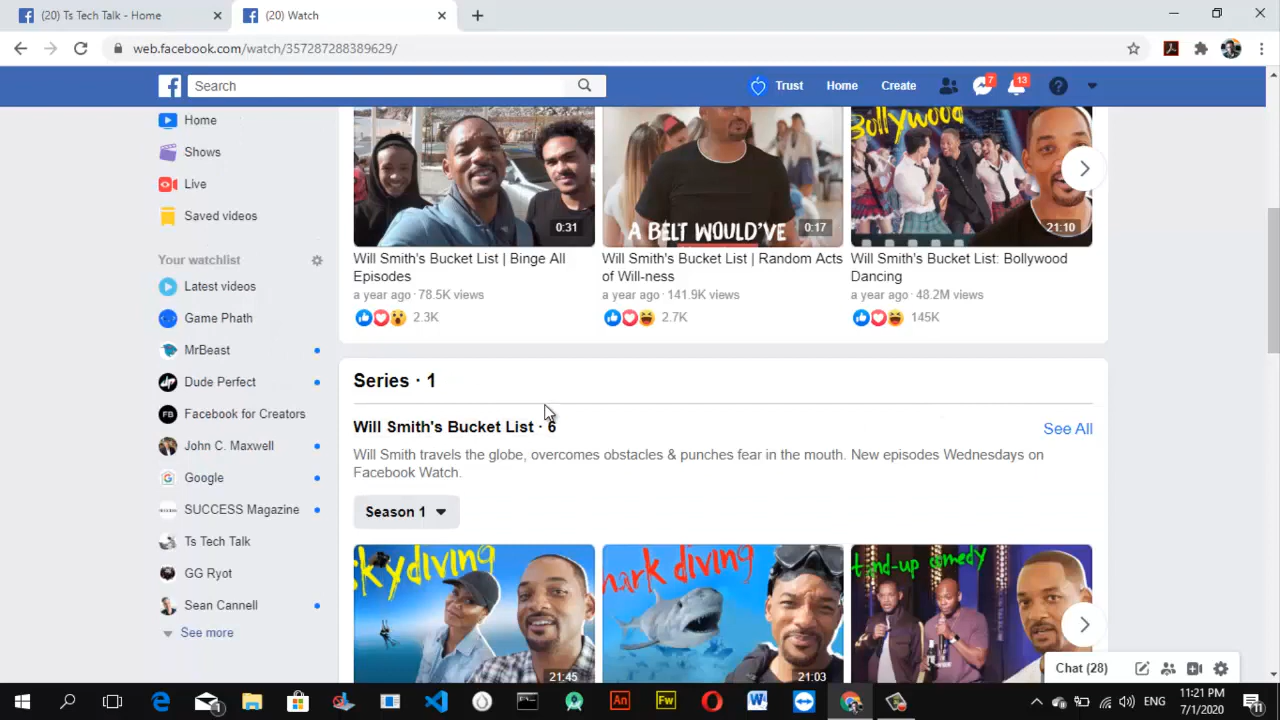 (20) Ts Tech Talk - Home
(20) Watch
web.facebook.com/watch/357287288389629/
Search
Trust
Home
Create
7
13
Home
Shows
Live
Saved videos
Your watchlist
Latest videos
Game Phath
MrBeast
Dude Perfect
Facebook for Creators
John C. Maxwell
Google
SUCCESS Magazine
Ts Tech Talk
GG Ryot
Sean Cannell
See more
0:31
Will Smith's Bucket List | Binge All
Episodes
a year ago · 78.5K views
2.3K
A BELT WOULD'VE
0:17
Will Smith's Bucket List | Random Acts
of Will-ness
a year ago · 141.9K views
2.7K
Bollywood
21:10
Will Smith's Bucket List: Bollywood
Dancing
a year ago · 48.2M views
145K
Series · 1
Will Smith's Bucket List · 6
See All
Will Smith travels the globe, overcomes obstacles & punches fear in the mouth. New episodes Wednesdays on
Facebook Watch.
Season 1
skydiving
21:45
shark diving
21:03
stand-up comedy
Chat (28)
ENG
11:21 PM
7/1/2020
11